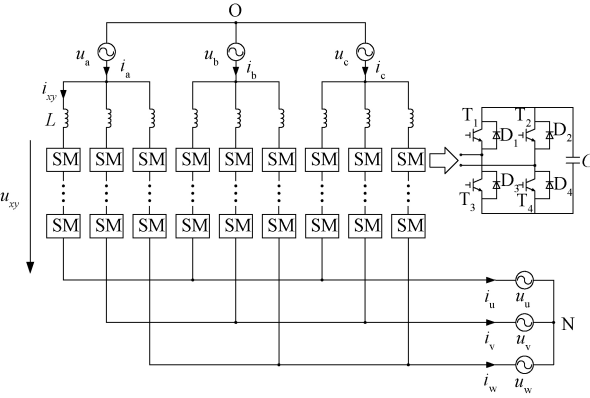 O
u_a u_b u_c
i_a i_b i_c
i_xy
L
T_1 T_2
D_1 D_2
C
SM SM SM SM SM SM SM SM SM
T_3 D_3 T_4 D_4
u_xy
SM SM SM SM SM SM SM SM SM
i_u u_u
N
i_v u_v
i_w u_w